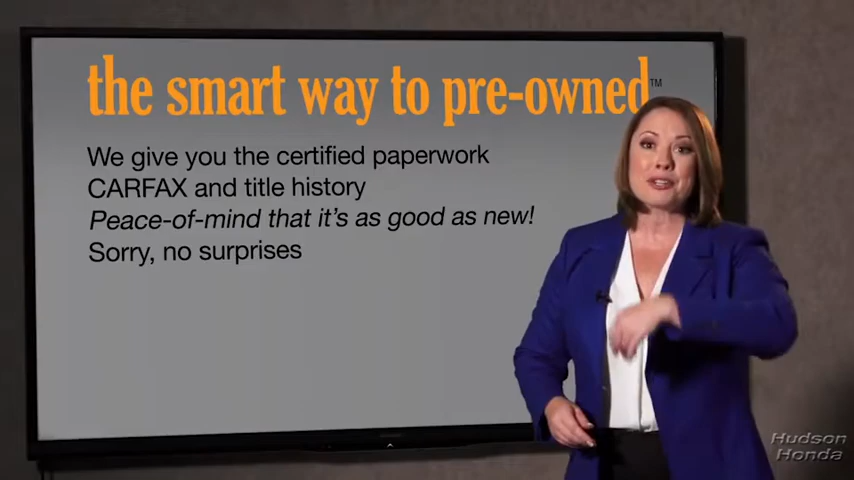 the smart way to pre-owned™
We give you the certified paperwork
CARFAX and title history
Peace-of-mind that it's as good as new!
Sorry, no surprises
Hudson
Honda